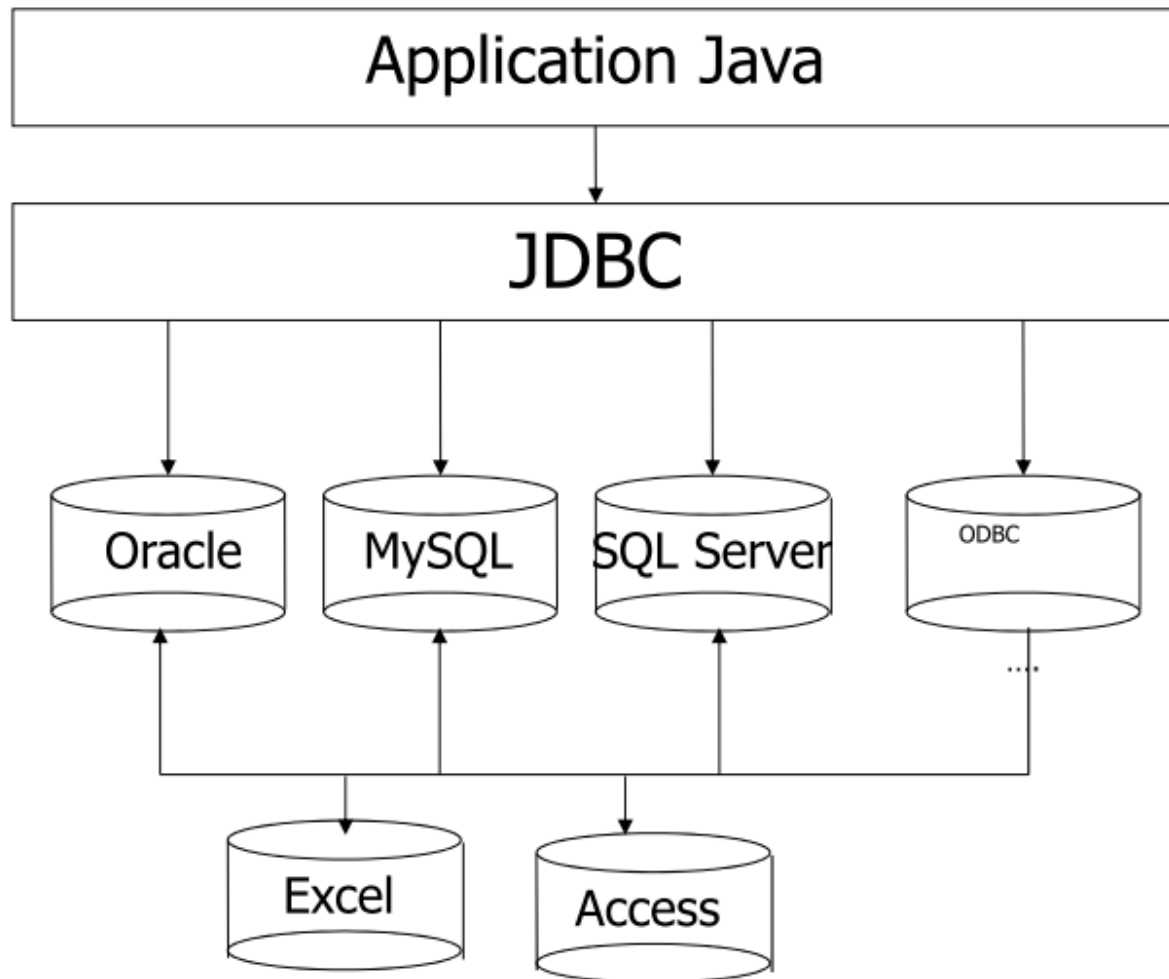 Application Java
JDBC
Oracle
MySQL
SQL Server
ODBC
....
Excel
Access